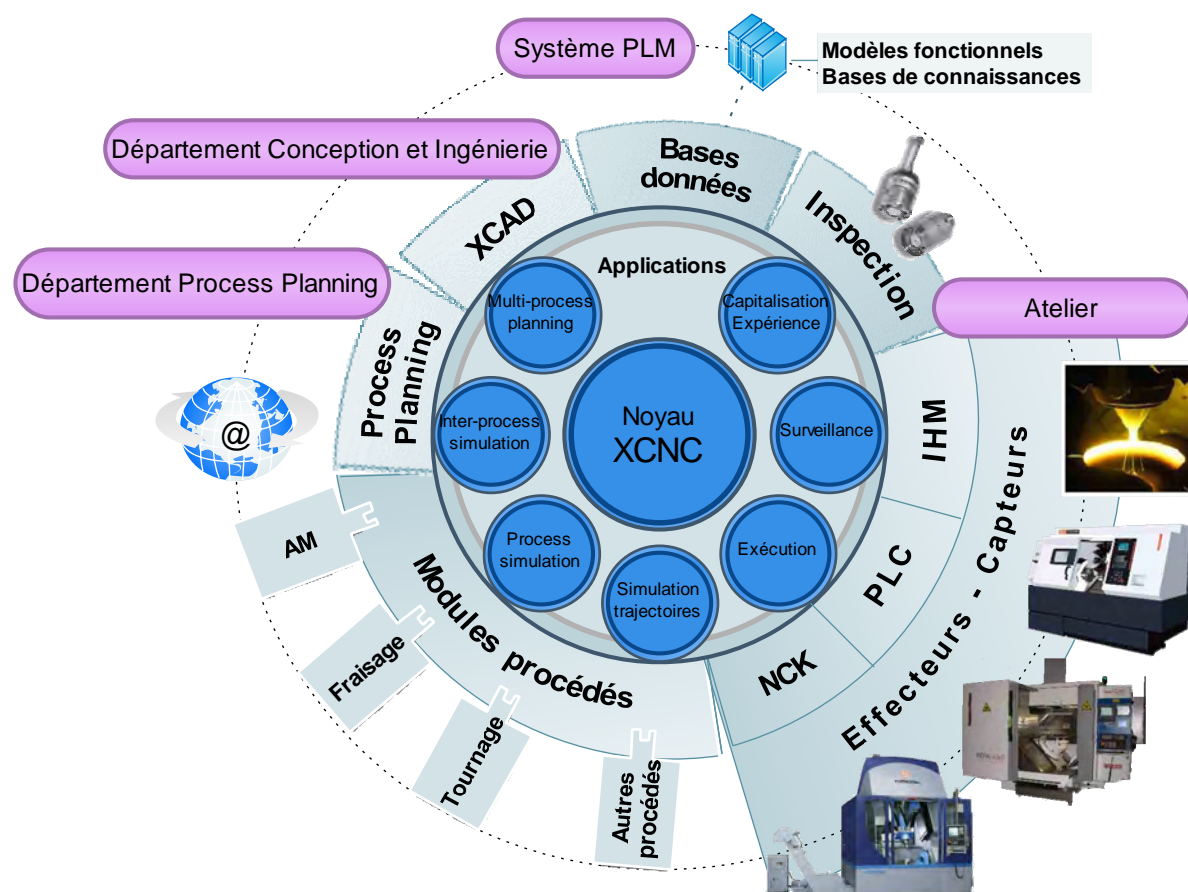 Système PLM
Modèles fonctionnels
Bases de connaissances
Département Conception et Ingénierie
Bases
données
XCAD
Inspection
Département Process Planning
Applications
Atelier
Multi-process
planning
Capitalisation
Expérience
Process
Planning
@
Inter-process
simulation
Noyau
XCNC
Surveillance
IHM
AM
Process
simulation
Exécution
PLC
Simulation
trajectoires
Modules procédés
NCK
Effecteurs - Capteurs
Fraisage
Tournage
Autres
procédés